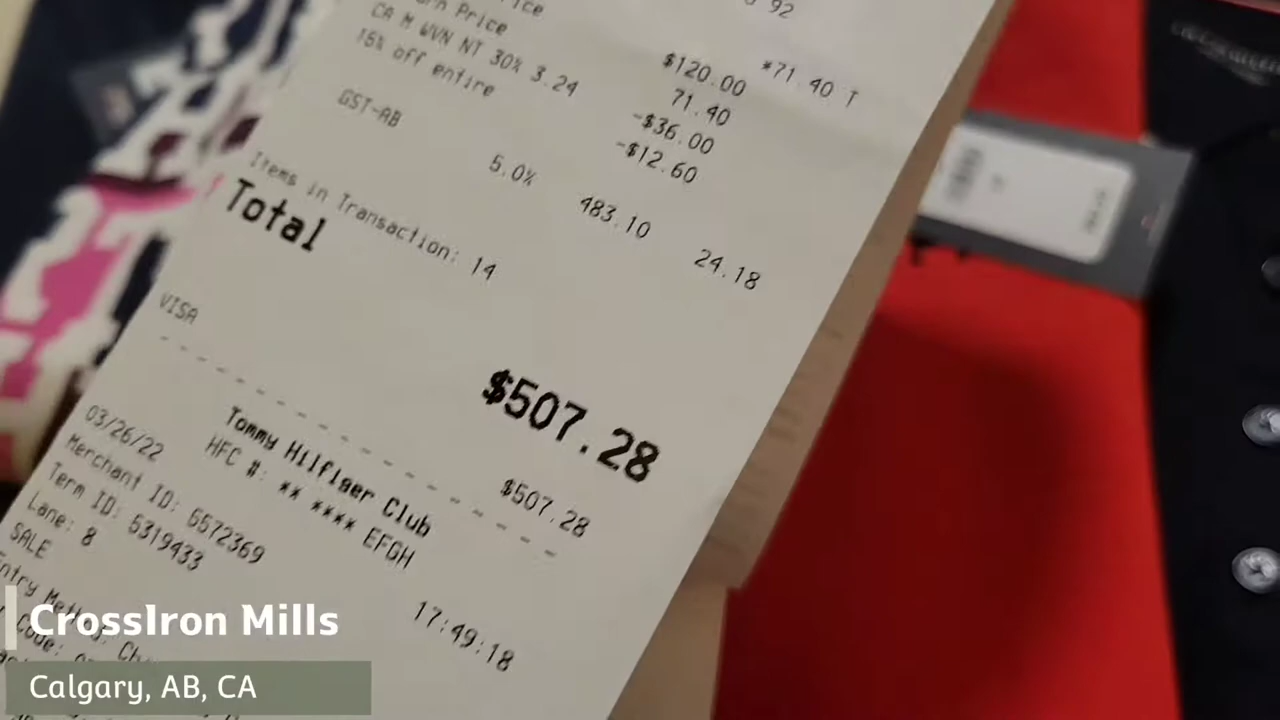 Price
$120.00 *71.40 T
CA M WVN NT 30% 3.24 71.40
15% off entire -$36.00
-$12.60
GST-AB 5.0% 483.10 24.18
Items in Transaction: 14
Total $507.28
VISA $507.28
Tommy Hilfiger Club
HFC #: ** **** EFGH
03/26/22 17:49:18
Merchant ID: 6572369
Term ID: 5319433
Lane: 8
SALE
CrossIron Mills
Calgary, AB, CA